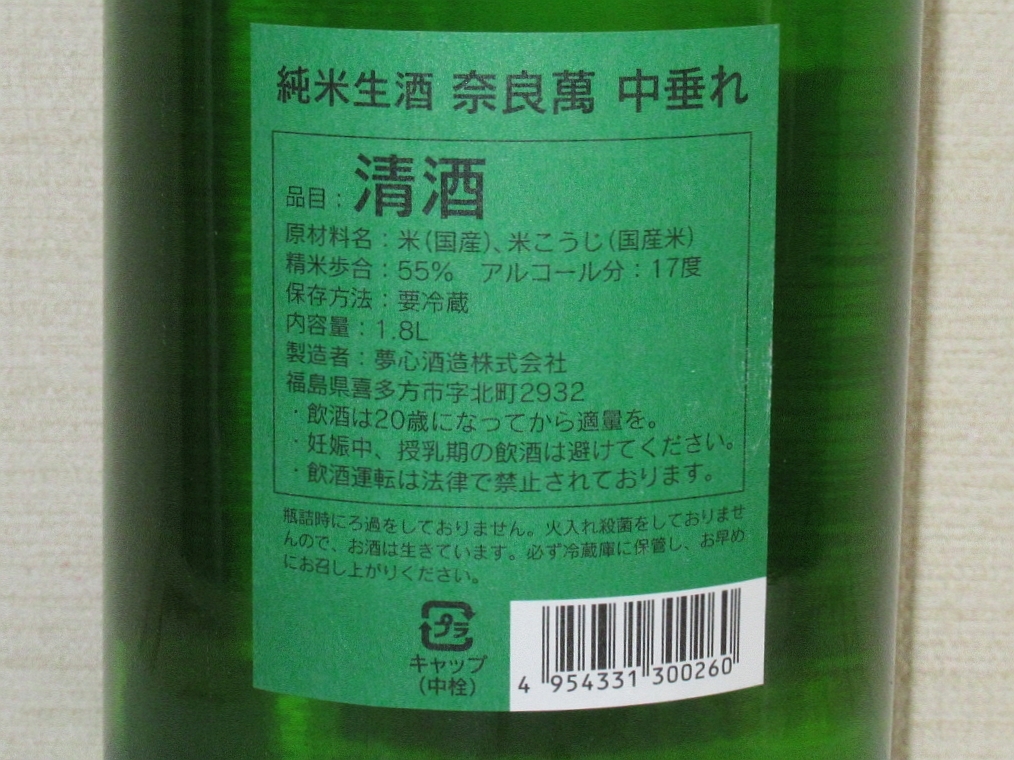 純米生酒 奈良萬 中垂れ
品目：清酒
原材料名：米(国産)、米こうじ(国産米)
精米歩合：55% アルコール分：17度
保存方法：要冷蔵
内容量：1.8L
製造者：夢心酒造株式会社
福島県喜多方市字北町2932
・飲酒は20歳になってから適量を。
・妊娠中、授乳期の飲酒は避けてください。
・飲酒運転は法律で禁止されております。
瓶詰時にろ過をしておりません。火入れ殺菌をしておりませ
んので、お酒は生きています。必ず冷蔵庫に保管し、お早め
にお召し上がりください。
プラ
キャップ
(中栓)
4 954331 300260